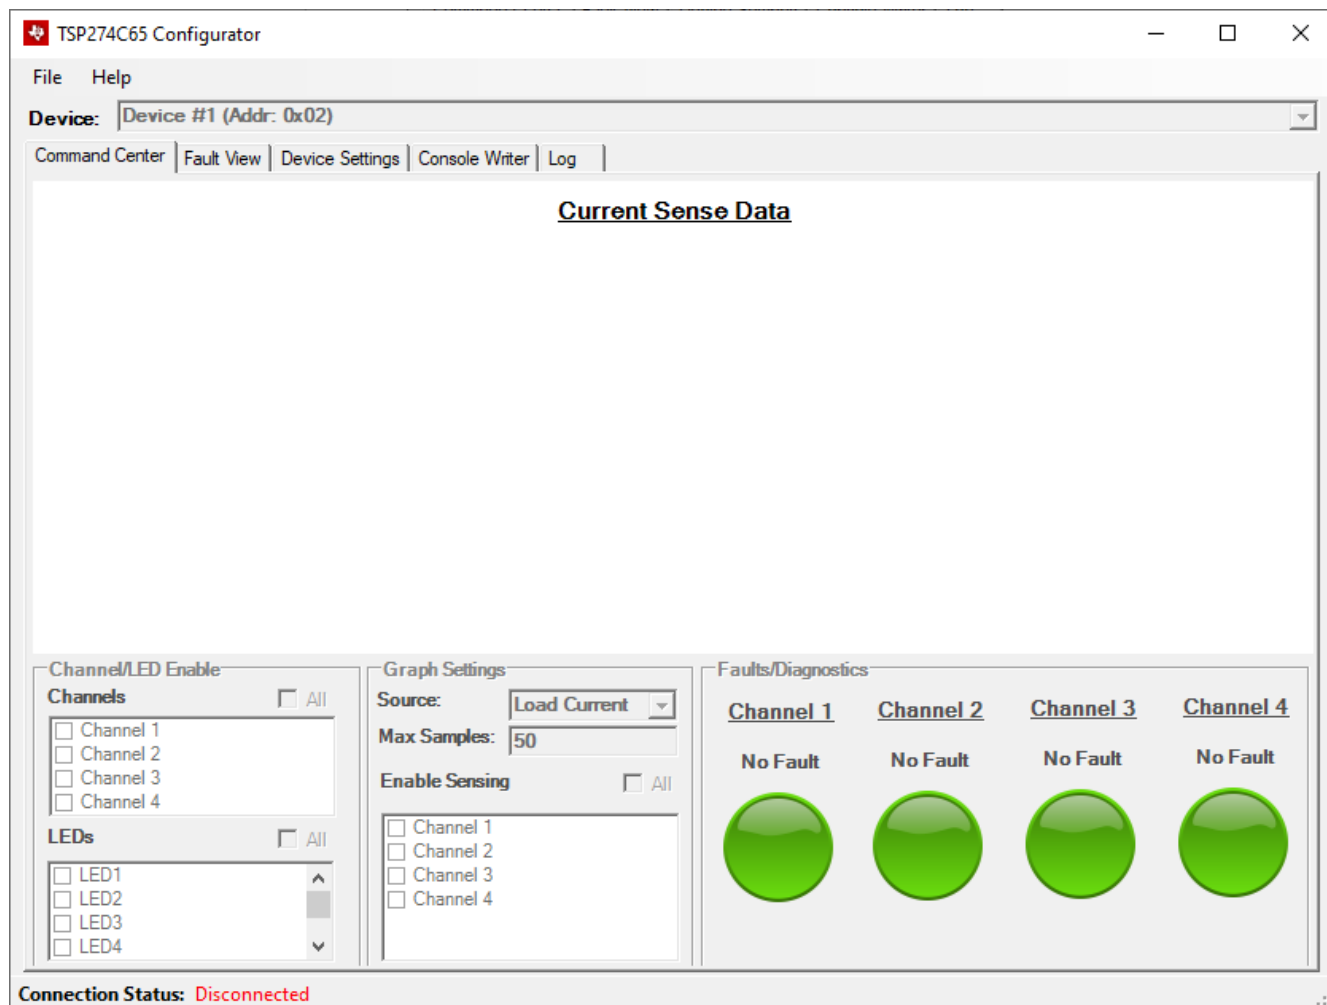 TSP274C65 Configurator
File Help
Device: Device #1 (Addr: 0x02)
Command Center Fault View Device Settings Console Writer Log
Current Sense Data
Channel/LED Enable
Channels All
Channel 1
Channel 2
Channel 3
Channel 4
LEDs All
LED1
LED2
LED3
LED4
Graph Settings
Source: Load Current
Max Samples: 50
Enable Sensing All
Channel 1
Channel 2
Channel 3
Channel 4
Faults/Diagnostics
Channel 1 Channel 2 Channel 3 Channel 4
No Fault No Fault No Fault No Fault
Connection Status: Disconnected